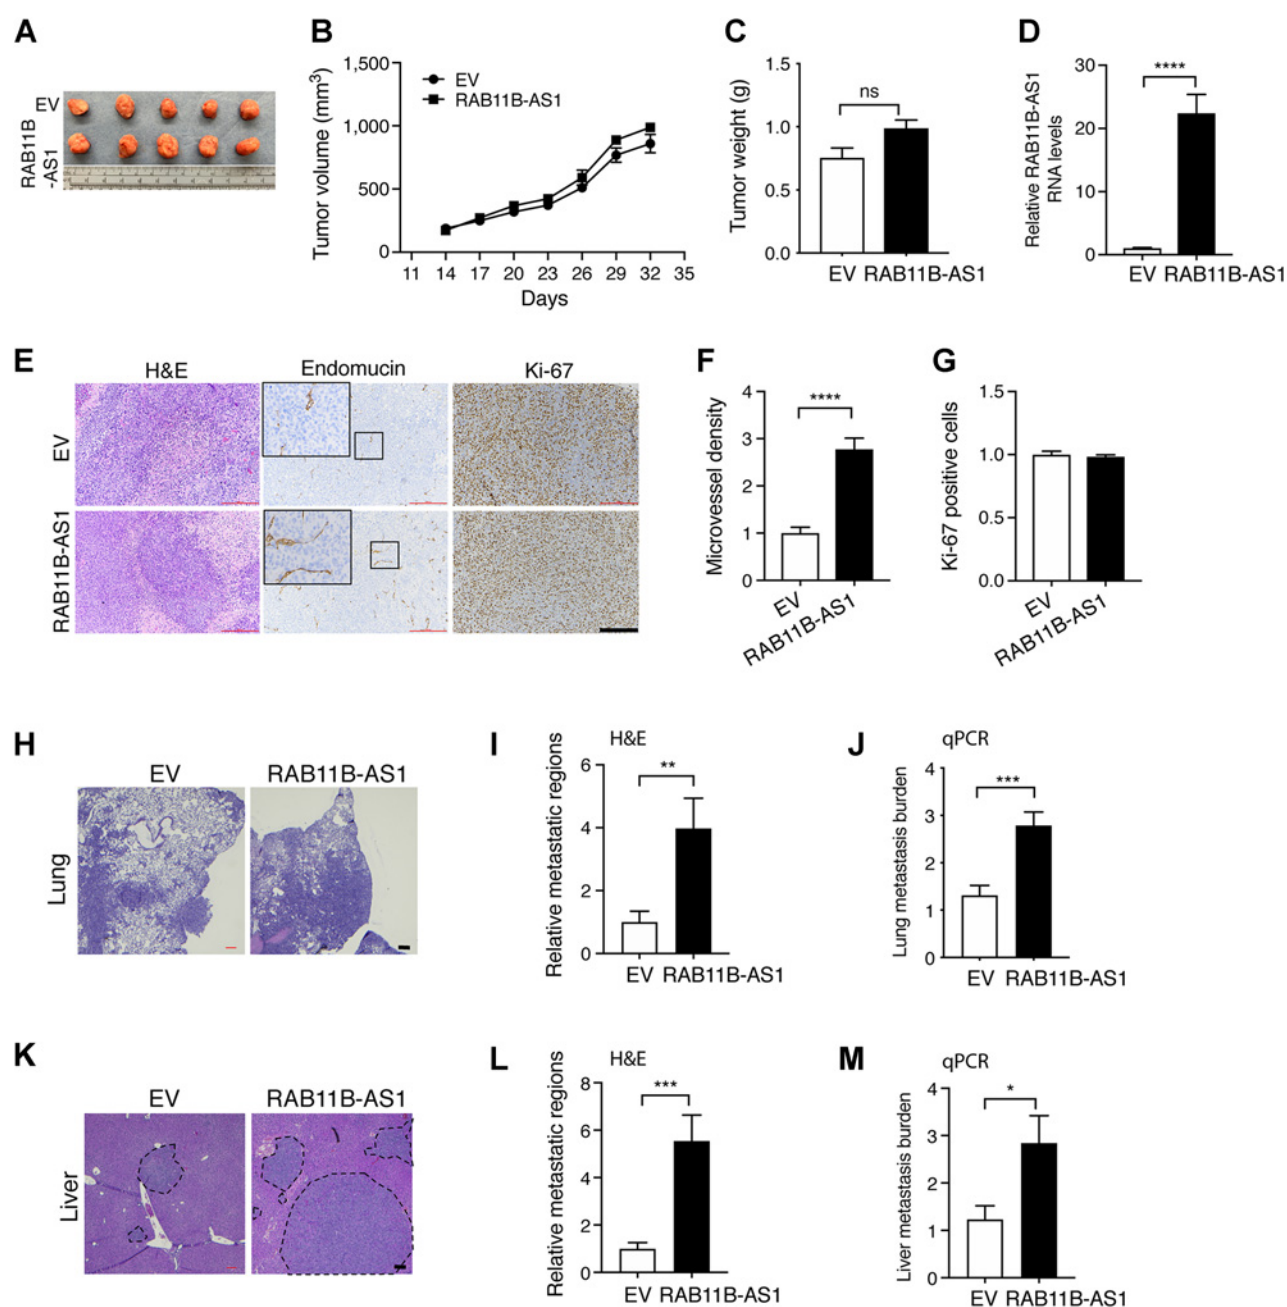 A
EV
RAB11B
-AS1
B
Tumor volume (mm³)
1,500
1,000
500
0
EV
RAB11B-AS1
11 14 17 20 23 26 29 32 35
Days
C
Tumor weight (g)
1.5
1.0
0.5
0.0
ns
EV RAB11B-AS1
D
Relative RAB11B-AS1
RNA levels
30
20
10
0
****
EV RAB11B-AS1
E
H&E Endomucin Ki-67
EV
RAB11B-AS1
F
Microvessel density
4
3
2
1
0
****
EV
RAB11B-AS1
G
Ki-67 positive cells
1.5
1.0
0.5
0.0
EV
RAB11B-AS1
H
EV RAB11B-AS1
Lung
I
H&E
Relative metastatic regions
6
4
2
0
**
EV RAB11B-AS1
J
qPCR
Lung metastasis burden
4
3
2
1
0
***
EV RAB11B-AS1
K
EV RAB11B-AS1
Liver
L
H&E
Relative metastatic regions
8
6
4
2
0
***
EV RAB11B-AS1
M
qPCR
Liver metastasis burden
4
3
2
1
0
*
EV RAB11B-AS1